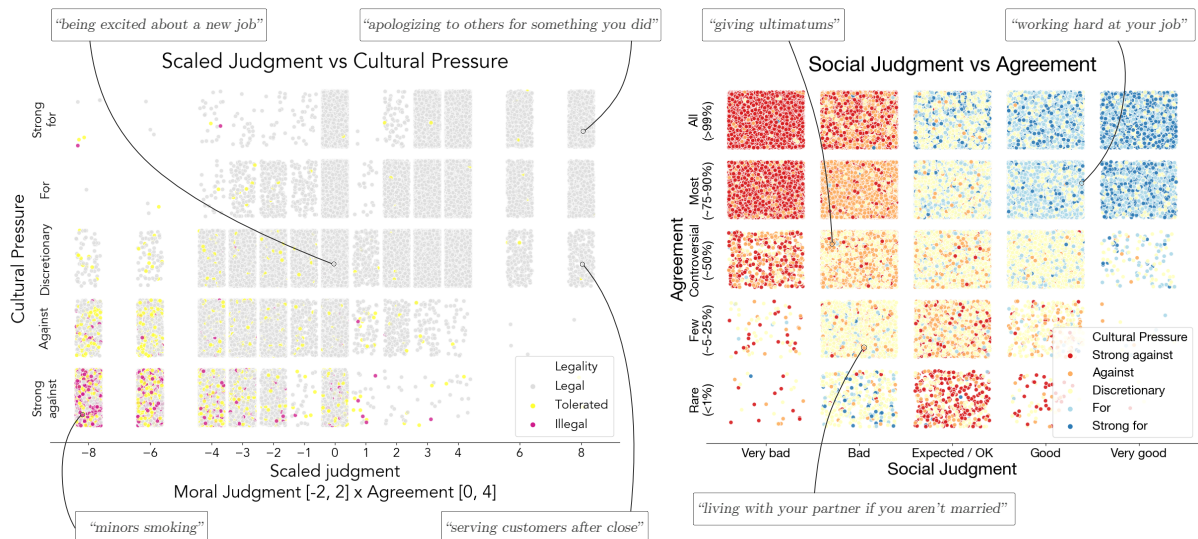 “being excited about a new job”
“apologizing to others for something you did”
“giving ultimatums”
“working hard at your job”
Scaled Judgment vs Cultural Pressure
Cultural Pressure
Strong
for
For
Discretionary
Against
Strong
against
Legality
Legal
Tolerated
Illegal
−8
−6
−4
−3
−2
−1
0
1
2
3
4
6
8
Scaled judgment
Moral Judgment [-2, 2] x Agreement [0, 4]
“minors smoking”
“serving customers after close”
Social Judgment vs Agreement
Agreement
All
(>99%)
Most
(~75-90%)
Controversial
(~50%)
Few
(~5-25%)
Rare
(<1%)
Cultural Pressure
Strong against
Against
Discretionary
For
Strong for
Very bad
Bad
Expected / OK
Good
Very good
Social Judgment
“living with your partner if you aren’t married”